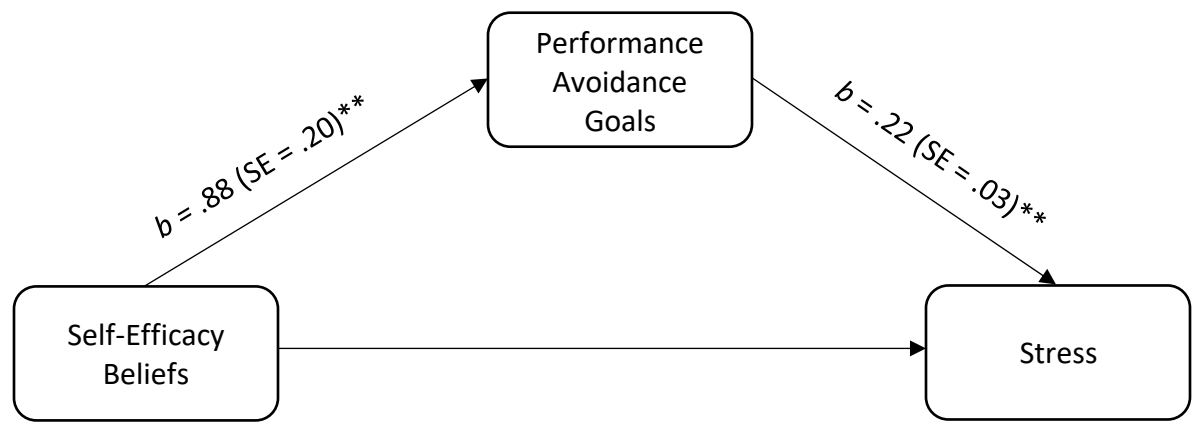 Performance
Avoidance
Goals
b = .88 (SE = .20)**
b = .22 (SE = .03)**
Self-Efficacy
Beliefs
Stress